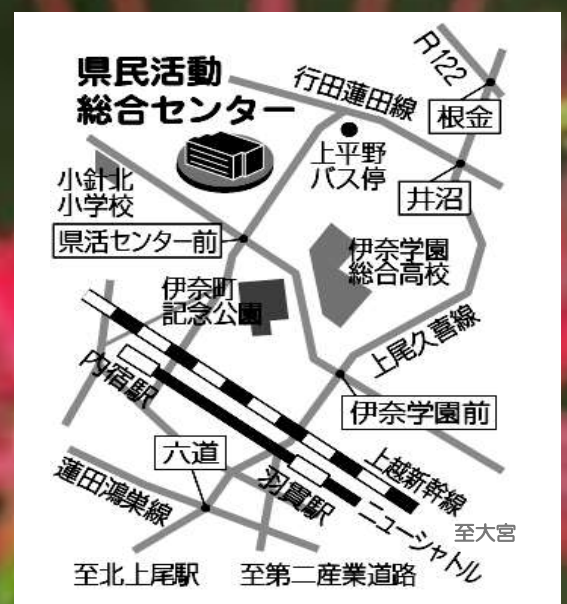 県民活動
総合センター
R122
行田蓮田線
根金
上平野
バス停
井沼
小針北
小学校
県活センター前
伊奈学園
総合高校
伊奈町
記念公園
上尾久喜線
内宿駅
伊奈学園前
六道
上越新幹線
羽貫駅
蓮田鴻巣線
ニューシャトル
至大宮
至北上尾駅
至第二産業道路